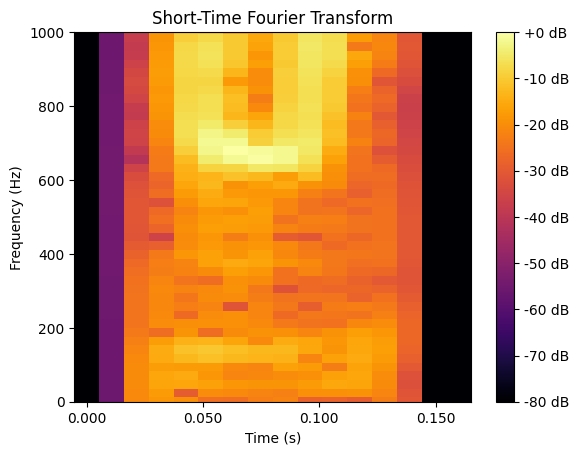 Short-Time Fourier Transform
1000
800
600
400
200
0
Frequency (Hz)
0.000
0.050
0.100
0.150
Time (s)
+0 dB
-10 dB
-20 dB
-30 dB
-40 dB
-50 dB
-60 dB
-70 dB
-80 dB